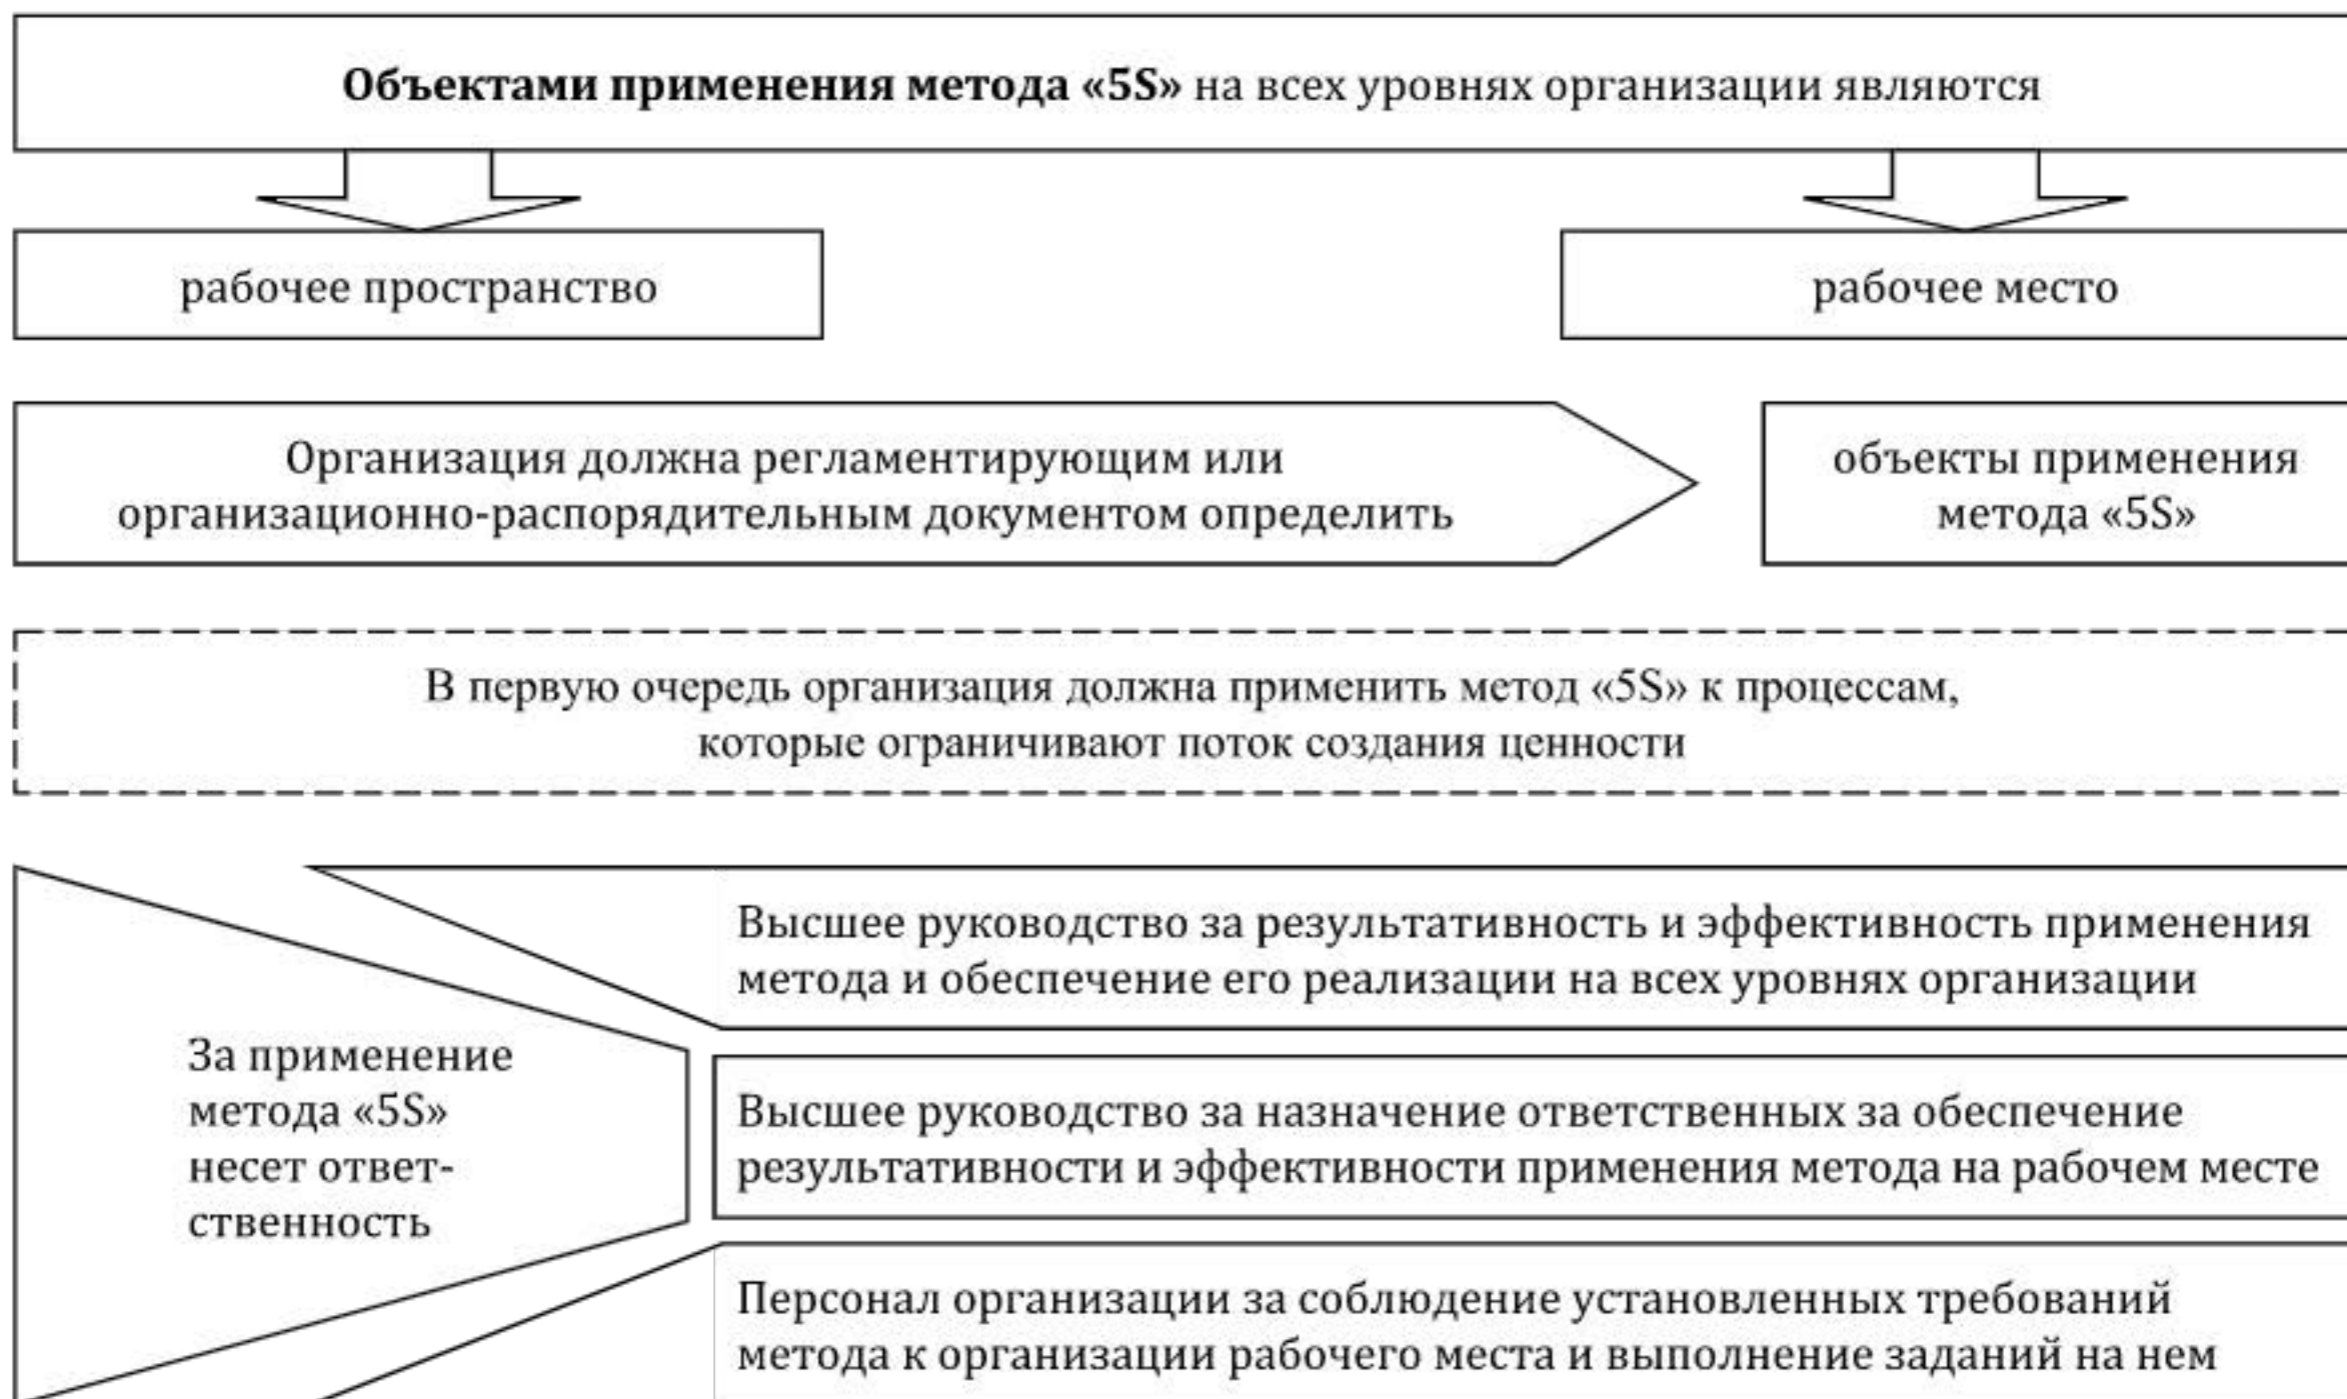 Объектами применения метода «5S» на всех уровнях организации являются
рабочее пространство
рабочее место
Организация должна регламентирующим или
организационно-распорядительным документом определить
объекты применения
метода «5S»
В первую очередь организация должна применить метод «5S» к процессам,
которые ограничивают поток создания ценности
За применение
метода «5S»
несет ответ-
ственность
Высшее руководство за результативность и эффективность применения
метода и обеспечение его реализации на всех уровнях организации
Высшее руководство за назначение ответственных за обеспечение
результативности и эффективности применения метода на рабочем месте
Персонал организации за соблюдение установленных требований
метода к организации рабочего места и выполнение заданий на нем